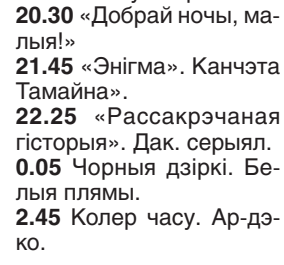 20.30 «Добрай ночы, ма-
лыя!»
21.45 «Энігма». Канчэта
Тамайна».
22.25 «Рассакрэчаная
гісторыя». Дак. серыял.
0.05 Чорныя дзіркі. Бе-
лыя плямы.
2.45 Колер часу. Ар-дэ-
ко.